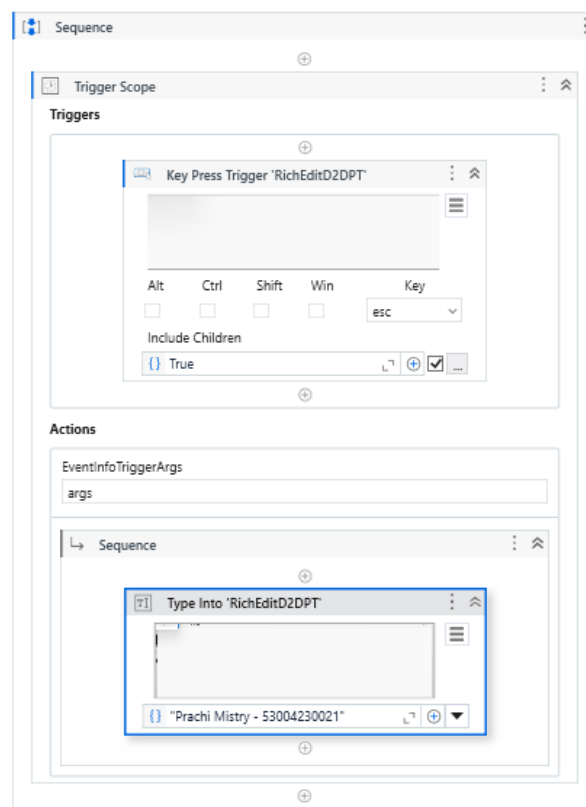 Sequence
Trigger Scope
Triggers
Key Press Trigger 'RichEditD2DPT'
Alt Ctrl Shift Win Key
esc
Include Children
{} True ...
Actions
EventInfoTriggerArgs
args
Sequence
TI Type Into 'RichEditD2DPT'
{} "Prachi Mistry - 53004230021"